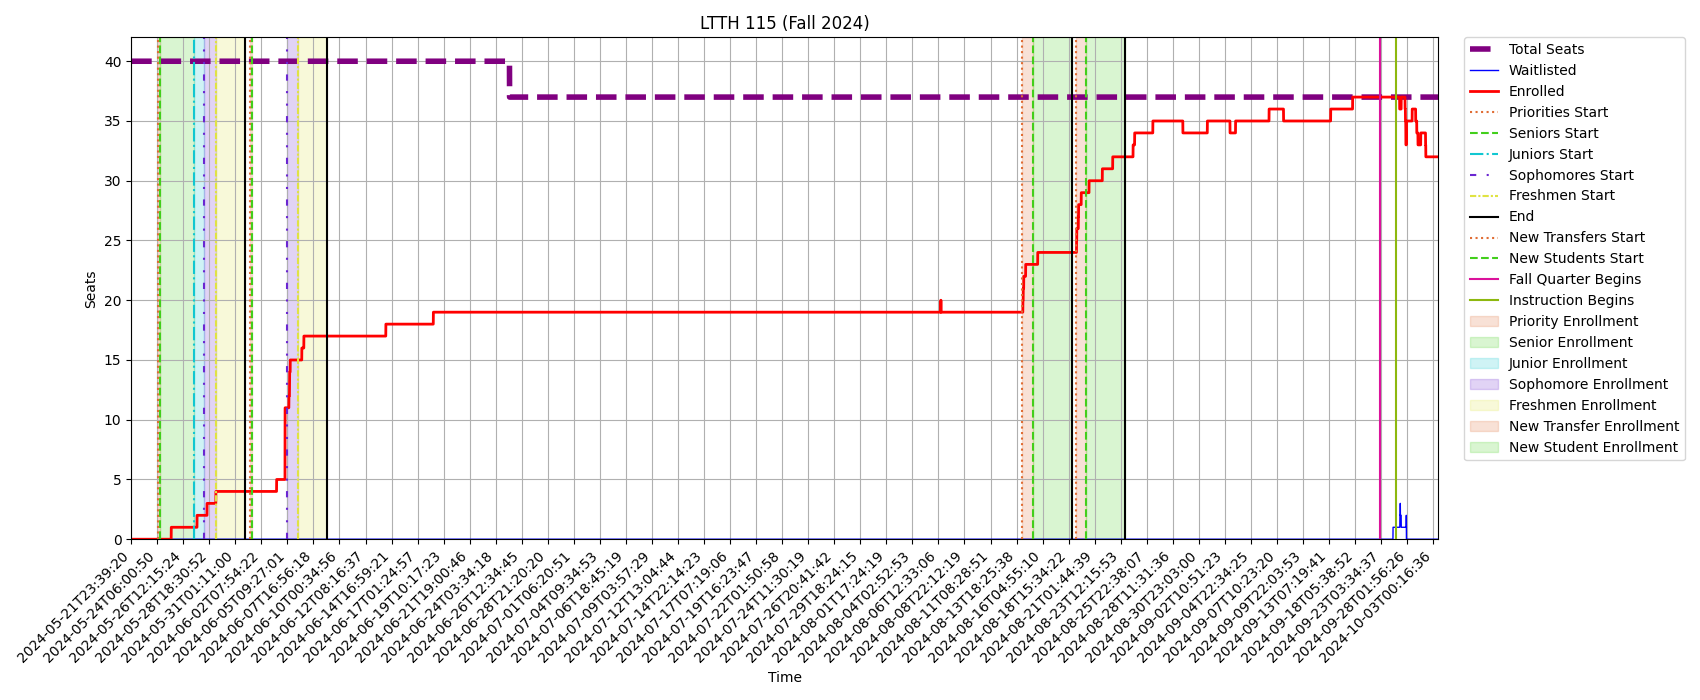 LTTH 115 (Fall 2024)
40
35
30
25
20
15
10
5
0
Seats
2024-05-21T23:39:20
2024-05-24T06:00:50
2024-05-26T12:15:24
2024-05-28T18:30:52
2024-05-31T01:11:00
2024-06-02T07:54:22
2024-06-05T09:27:01
2024-06-07T16:56:18
2024-06-10T00:34:56
2024-06-12T08:16:37
2024-06-14T16:59:21
2024-06-17T01:24:57
2024-06-19T10:17:23
2024-06-21T19:00:46
2024-06-24T03:34:18
2024-06-26T12:34:45
2024-06-28T21:20:20
2024-07-01T06:20:51
2024-07-04T09:34:53
2024-07-06T18:45:19
2024-07-09T03:57:29
2024-07-12T13:04:44
2024-07-14T22:14:23
2024-07-17T07:19:06
2024-07-19T16:23:47
2024-07-22T01:50:58
2024-07-24T11:30:19
2024-07-26T20:41:42
2024-07-29T18:24:15
2024-08-01T17:24:19
2024-08-04T02:52:53
2024-08-06T12:33:06
2024-08-08T22:12:19
2024-08-11T08:28:51
2024-08-13T18:25:38
2024-08-16T04:55:10
2024-08-18T15:34:22
2024-08-21T01:44:39
2024-08-23T12:15:53
2024-08-25T22:38:07
2024-08-28T11:31:36
2024-08-30T23:03:00
2024-09-02T10:51:23
2024-09-04T22:34:25
2024-09-07T10:23:20
2024-09-09T22:03:53
2024-09-13T07:19:41
2024-09-18T05:38:52
2024-09-23T03:34:37
2024-09-28T01:56:26
2024-10-03T00:16:36
Time
Total Seats
Waitlisted
Enrolled
Priorities Start
Seniors Start
Juniors Start
Sophomores Start
Freshmen Start
End
New Transfers Start
New Students Start
Fall Quarter Begins
Instruction Begins
Priority Enrollment
Senior Enrollment
Junior Enrollment
Sophomore Enrollment
Freshmen Enrollment
New Transfer Enrollment
New Student Enrollment